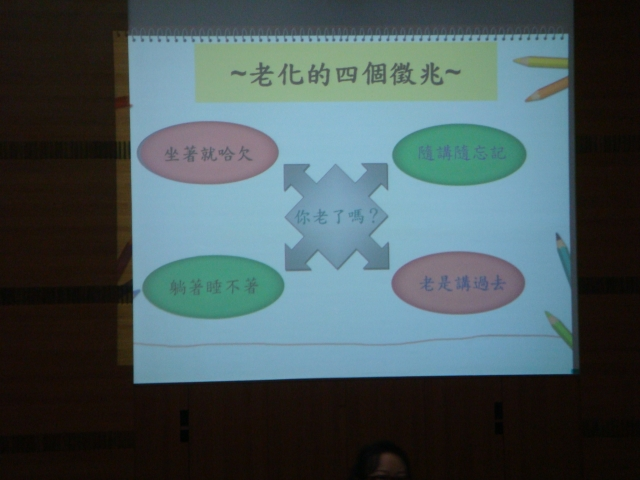 ~老化的四個徵兆~
坐著就哈欠
隨講隨忘記
你老了嗎?
躺著睡不著
老是講過去